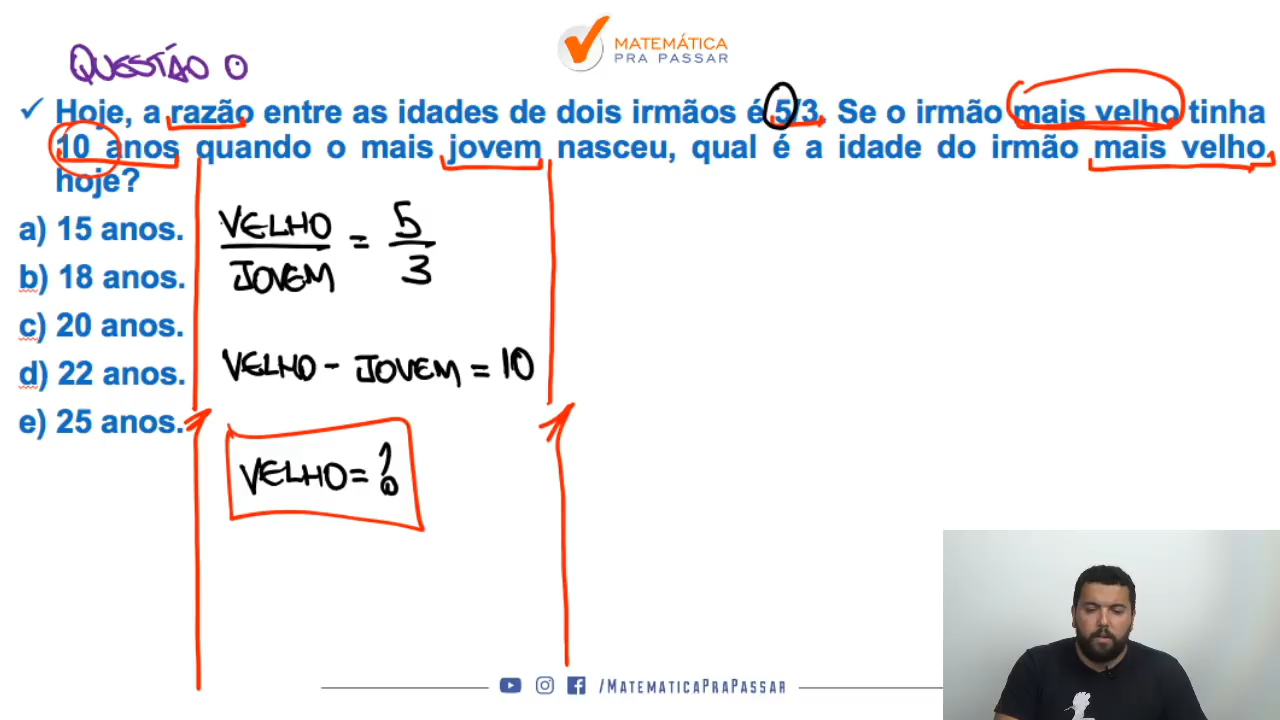 QUESTÃO 0
MATEMÁTICA
PRA PASSAR
✓ Hoje, a razão entre as idades de dois irmãos é 5/3. Se o irmão mais velho tinha
10 anos quando o mais jovem nasceu, qual é a idade do irmão mais velho
hoje?
a) 15 anos.
b) 18 anos.
c) 20 anos.
d) 22 anos.
e) 25 anos.
VELHO/JOVEM = 5/3
VELHO - JOVEM = 10
VELHO = ?
/MATEMATICAPRAPASSAR